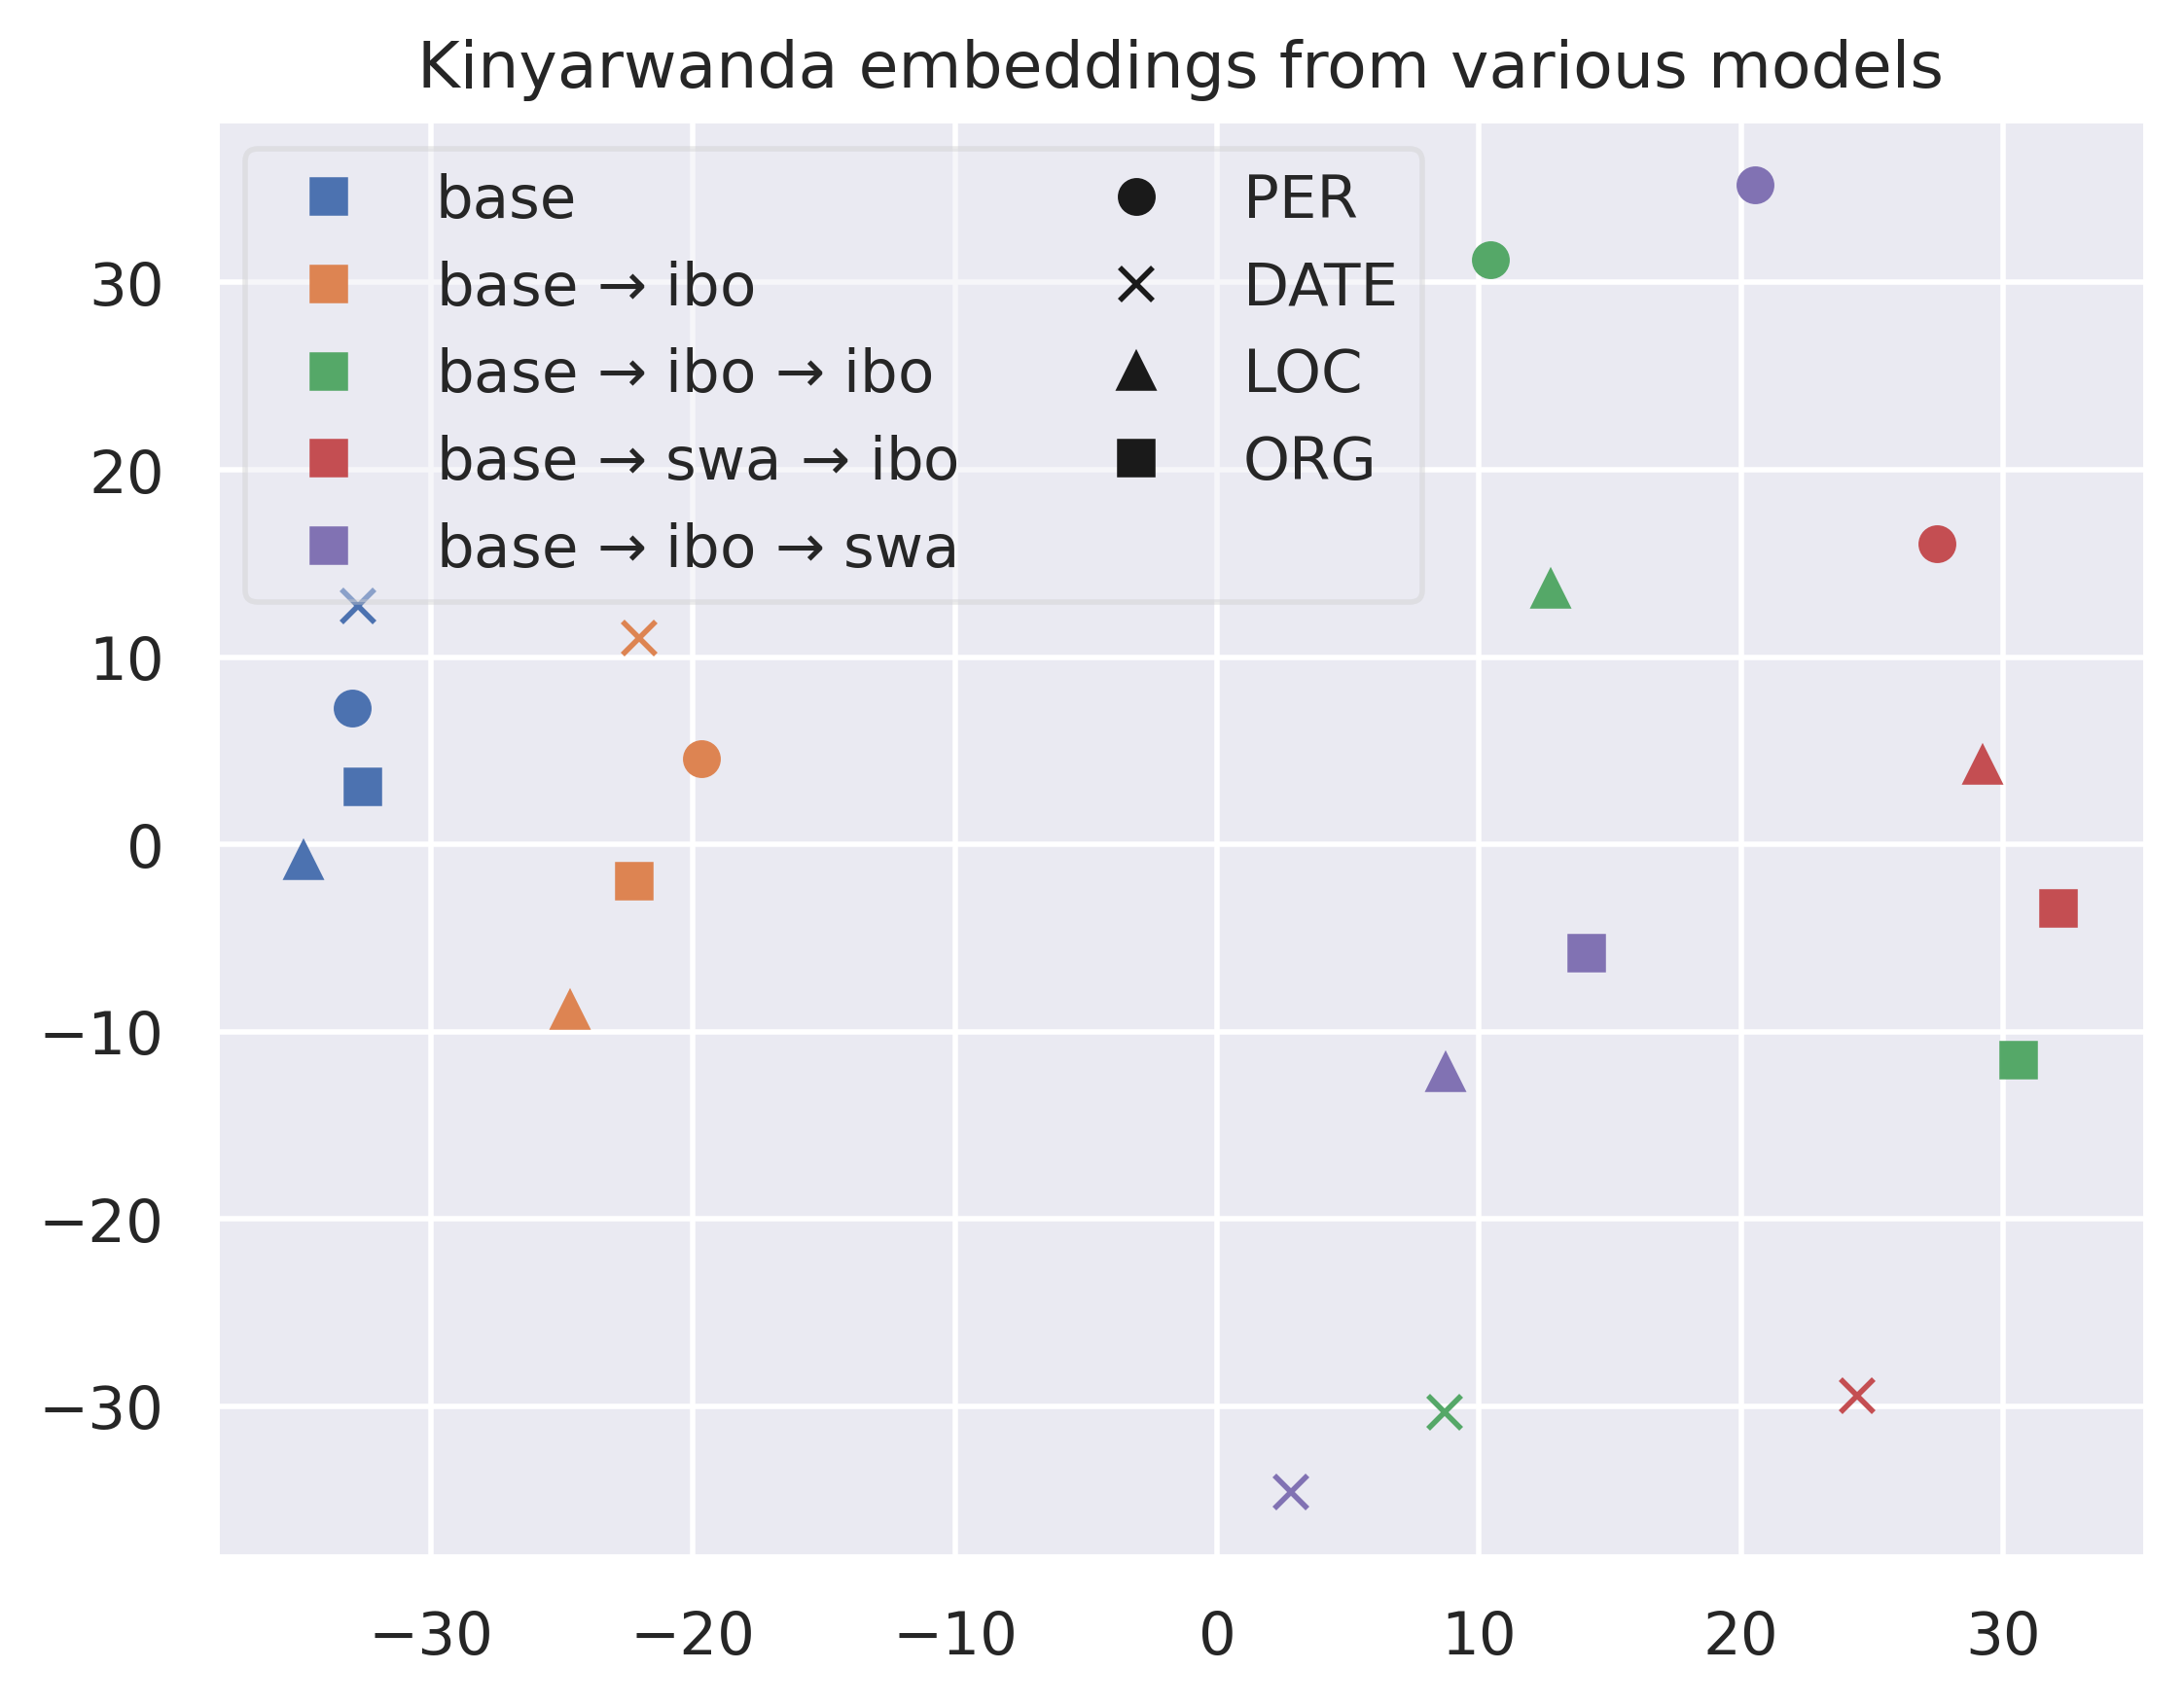 Kinyarwanda embeddings from various models
base
base → ibo
base → ibo → ibo
base → swa → ibo
base → ibo → swa
PER
DATE
LOC
ORG
30
20
10
0
−10
−20
−30
−30 −20 −10 0 10 20 30